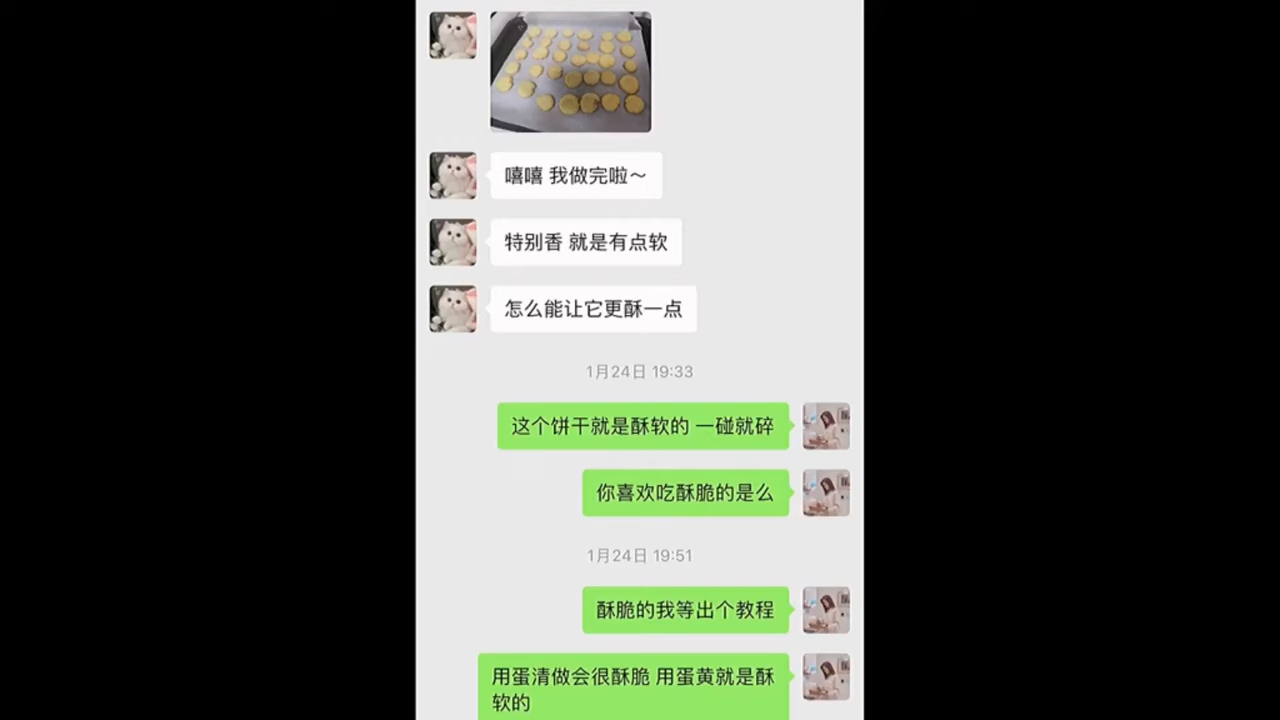 嘻嘻 我做完啦～
特别香 就是有点软
怎么能让它更酥一点
1月24日 19:33
这个饼干就是酥软的 一碰就碎
你喜欢吃酥脆的是么
1月24日 19:51
酥脆的我等出个教程
用蛋清做会很酥脆 用蛋黄就是酥
软的